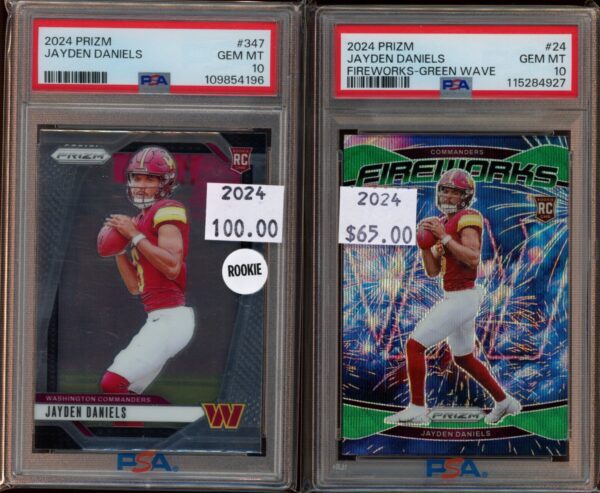 2024 PRIZM #347
JAYDEN DANIELS GEM MT
10
PSA 109854196
PRIZM
RC
2024
100.00
ROOKIE
WASHINGTON COMMANDERS
JAYDEN DANIELS
W
PSA
2024 PRIZM #24
JAYDEN DANIELS GEM MT
FIREWORKS-GREEN WAVE 10
PSA 115284927
COMMANDERS
FIREWORKS
RC
2024
$65.00
PRIZM
JAYDEN DANIELS
PSA